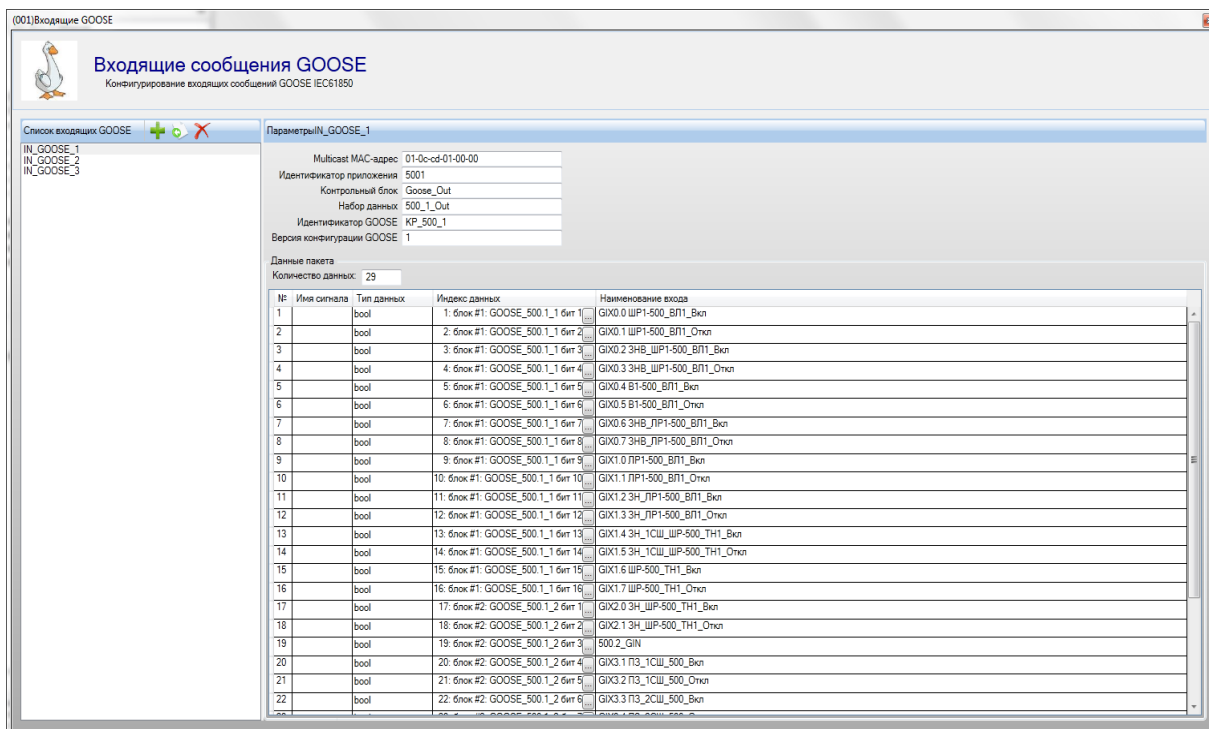 (001)Входящие GOOSE
Входящие сообщения GOOSE
Конфигурирование входящих сообщений GOOSE IEC61850
Список входящих GOOSE
IN_GOOSE_1
IN_GOOSE_2
IN_GOOSE_3
ПараметрыIN_GOOSE_1
Multicast MAC-адрес 01-0c-cd-01-00-00
Идентификатор приложения 5001
Контрольный блок Goose_Out
Набор данных 500_1_Out
Идентификатор GOOSE KP_500_1
Версия конфигурации GOOSE 1
Данные пакета
Количество данных: 29
№ Имя сигнала Тип данных Индекс данных Наименование входа
1 bool 1: блок #1: GOOSE_500.1_1 бит 1 ... GIX0.0 ШР1-500_ВЛ1_Вкл
2 bool 2: блок #1: GOOSE_500.1_1 бит 2 ... GIX0.1 ШР1-500_ВЛ1_Откл
3 bool 3: блок #1: GOOSE_500.1_1 бит 3 ... GIX0.2 ЗНВ_ШР1-500_ВЛ1_Вкл
4 bool 4: блок #1: GOOSE_500.1_1 бит 4 ... GIX0.3 ЗНВ_ШР1-500_ВЛ1_Откл
5 bool 5: блок #1: GOOSE_500.1_1 бит 5 ... GIX0.4 В1-500_ВЛ1_Вкл
6 bool 6: блок #1: GOOSE_500.1_1 бит 6 ... GIX0.5 В1-500_ВЛ1_Откл
7 bool 7: блок #1: GOOSE_500.1_1 бит 7 ... GIX0.6 ЗНВ_ЛР1-500_ВЛ1_Вкл
8 bool 8: блок #1: GOOSE_500.1_1 бит 8 ... GIX0.7 ЗНВ_ЛР1-500_ВЛ1_Откл
9 bool 9: блок #1: GOOSE_500.1_1 бит 9 ... GIX1.0 ЛР1-500_ВЛ1_Вкл
10 bool 10: блок #1: GOOSE_500.1_1 бит 10 ... GIX1.1 ЛР1-500_ВЛ1_Откл
11 bool 11: блок #1: GOOSE_500.1_1 бит 11 ... GIX1.2 ЗН_ЛР1-500_ВЛ1_Вкл
12 bool 12: блок #1: GOOSE_500.1_1 бит 12 ... GIX1.3 ЗН_ЛР1-500_ВЛ1_Откл
13 bool 13: блок #1: GOOSE_500.1_1 бит 13 ... GIX1.4 ЗН_1СШ_ШР-500_ТН1_Вкл
14 bool 14: блок #1: GOOSE_500.1_1 бит 14 ... GIX1.5 ЗН_1СШ_ШР-500_ТН1_Откл
15 bool 15: блок #1: GOOSE_500.1_1 бит 15 ... GIX1.6 ШР-500_ТН1_Вкл
16 bool 16: блок #1: GOOSE_500.1_1 бит 16 ... GIX1.7 ШР-500_ТН1_Откл
17 bool 17: блок #2: GOOSE_500.1_2 бит 1 ... GIX2.0 ЗН_ШР-500_ТН1_Вкл
18 bool 18: блок #2: GOOSE_500.1_2 бит 2 ... GIX2.1 ЗН_ШР-500_ТН1_Откл
19 bool 19: блок #2: GOOSE_500.1_2 бит 3 ... 500.2_GIN
20 bool 20: блок #2: GOOSE_500.1_2 бит 4 ... GIX3.1 ПЗ_1СШ_500_Вкл
21 bool 21: блок #2: GOOSE_500.1_2 бит 5 ... GIX3.2 ПЗ_1СШ_500_Откл
22 bool 22: блок #2: GOOSE_500.1_2 бит 6 ... GIX3.3 ПЗ_2СШ_500_Вкл